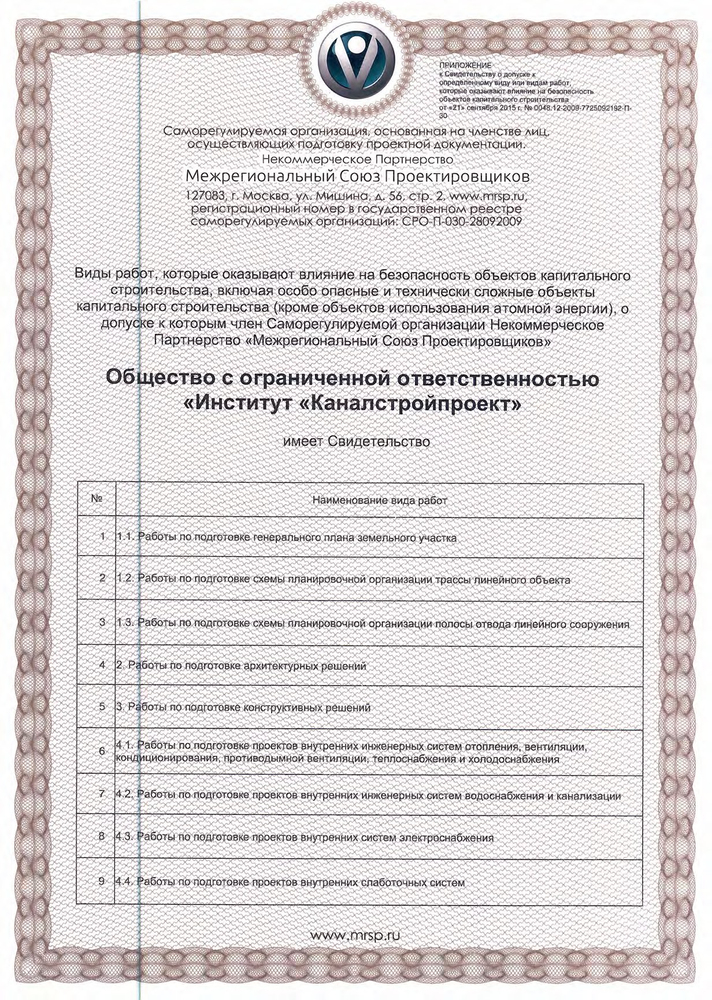 ПРИЛОЖЕНИЕ
к Свидетельству о допуске к
определенному виду или видам работ,
которые оказывают влияние на безопасность
объектов капитального строительства
от «21» сентября 2015 г. № 0048.12-2009-7725092192-П-
30
Саморегулируемая организация, основанная на членстве лиц,
осуществляющих подготовку проектной документации.
Некоммерческое Партнерство
Межрегиональный Союз Проектировщиков
127083, г. Москва, ул. Мишина, д. 56, стр. 2, www.mrsp.ru,
регистрационный номер в государственном реестре
саморегулируемых организаций: СРО-П-030-28092009
Виды работ, которые оказывают влияние на безопасность объектов капитального
строительства, включая особо опасные и технически сложные объекты
капитального строительства (кроме объектов использования атомной энергии), о
допуске к которым член Саморегулируемой организации Некоммерческое
Партнерство «Межрегиональный Союз Проектировщиков»
Общество с ограниченной ответственностью
«Институт «Каналстройпроект»
имеет Свидетельство
№ Наименование вида работ
1 1.1. Работы по подготовке генерального плана земельного участка
2 1.2. Работы по подготовке схемы планировочной организации трассы линейного объекта
3 1.3. Работы по подготовке схемы планировочной организации полосы отвода линейного сооружения
4 2. Работы по подготовке архитектурных решений
5 3. Работы по подготовке конструктивных решений
6 4.1. Работы по подготовке проектов внутренних инженерных систем отопления, вентиляции,
кондиционирования, противодымной вентиляции, теплоснабжения и холодоснабжения
7 4.2. Работы по подготовке проектов внутренних инженерных систем водоснабжения и канализации
8 4.3. Работы по подготовке проектов внутренних систем электроснабжения
9 4.4. Работы по подготовке проектов внутренних слаботочных систем
www.mrsp.ru